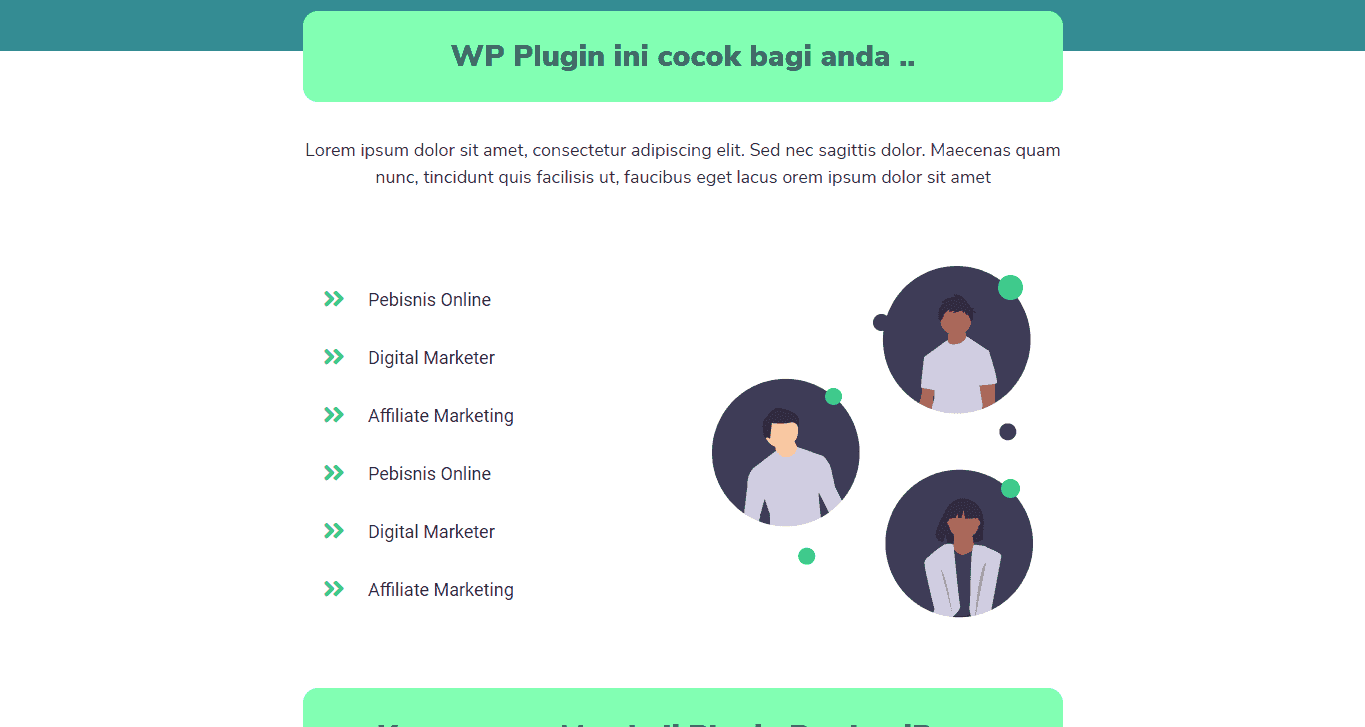 WP Plugin ini cocok bagi anda ..
Lorem ipsum dolor sit amet, consectetur adipiscing elit. Sed nec sagittis dolor. Maecenas quam
nunc, tincidunt quis facilisis ut, faucibus eget lacus orem ipsum dolor sit amet
Pebisnis Online
Digital Marketer
Affiliate Marketing
Pebisnis Online
Digital Marketer
Affiliate Marketing